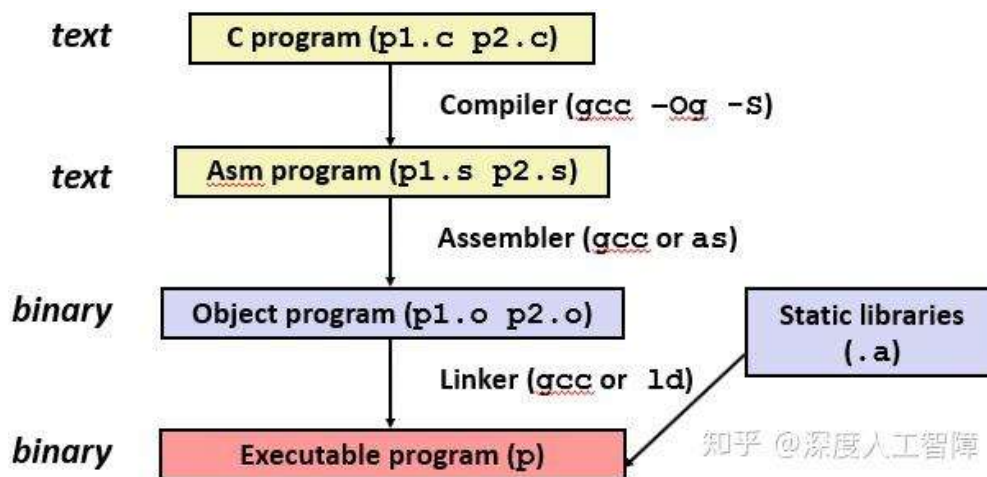 text
C program (p1.c p2.c)
Compiler (gcc –Og -S)
text
Asm program (p1.s p2.s)
Assembler (gcc or as)
binary
Object program (p1.o p2.o)
Static libraries
(.a)
Linker (gcc or ld)
binary
Executable program (p)
知乎 @深度人工智障